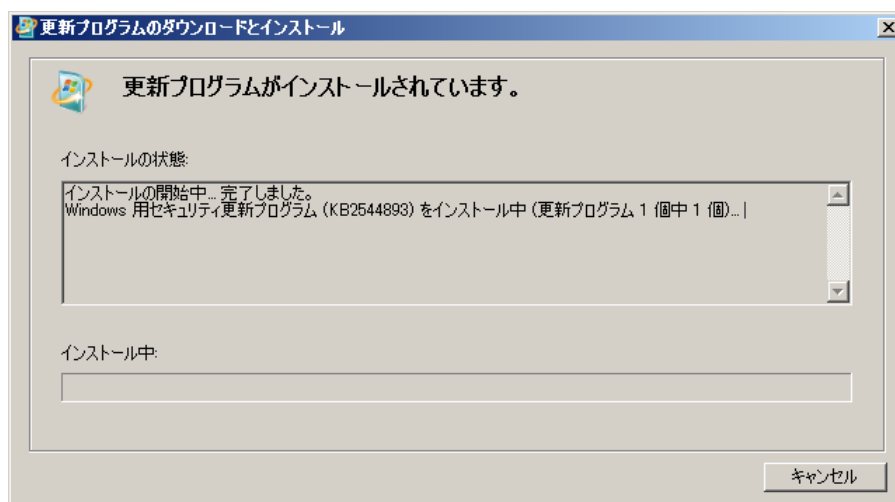 更新プログラムのダウンロードとインストール
更新プログラムがインストールされています。
インストールの状態:
インストールの開始中... 完了しました。
Windows 用セキュリティ更新プログラム (KB2544893) をインストール中 (更新プログラム 1 個中 1 個)...
インストール中:
キャンセル